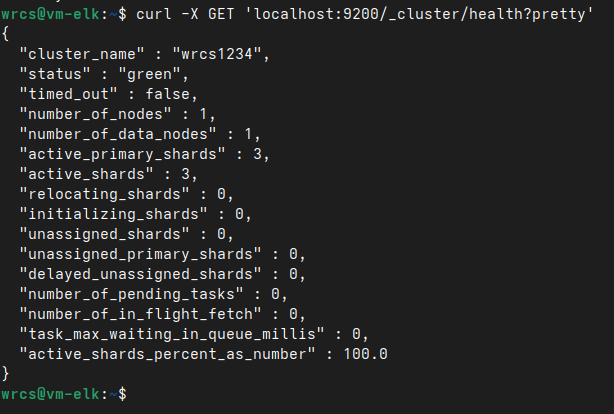 wrcs@vm-elk:~$ curl -X GET 'localhost:9200/_cluster/health?pretty'
{
  "cluster_name" : "wrcs1234",
  "status" : "green",
  "timed_out" : false,
  "number_of_nodes" : 1,
  "number_of_data_nodes" : 1,
  "active_primary_shards" : 3,
  "active_shards" : 3,
  "relocating_shards" : 0,
  "initializing_shards" : 0,
  "unassigned_shards" : 0,
  "unassigned_primary_shards" : 0,
  "delayed_unassigned_shards" : 0,
  "number_of_pending_tasks" : 0,
  "number_of_in_flight_fetch" : 0,
  "task_max_waiting_in_queue_millis" : 0,
  "active_shards_percent_as_number" : 100.0
}
wrcs@vm-elk:~$